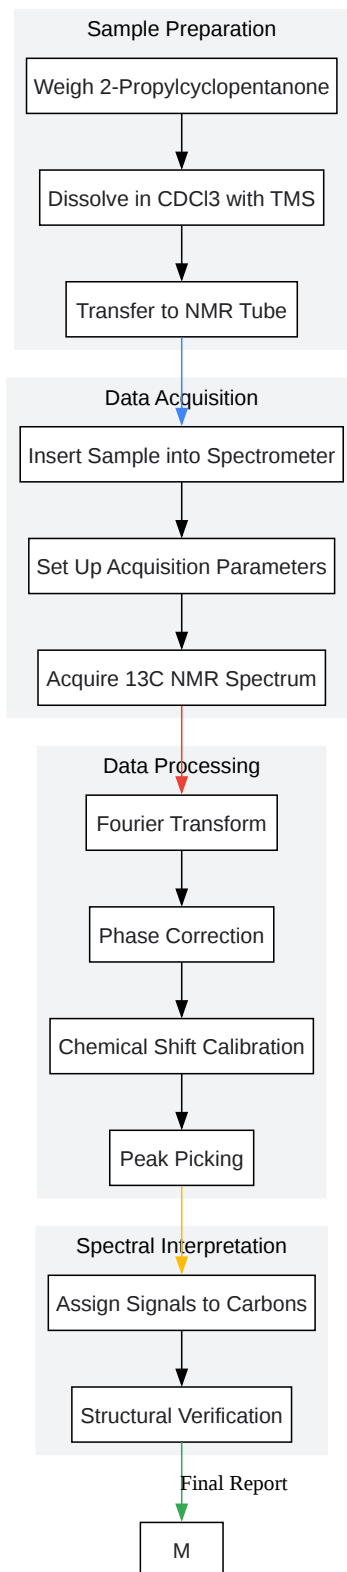 Sample Preparation
Weigh 2-Propylcyclopentanone
Dissolve in CDCl3 with TMS
Transfer to NMR Tube
Data Acquisition
Insert Sample into Spectrometer
Set Up Acquisition Parameters
Acquire 13C NMR Spectrum
Data Processing
Fourier Transform
Phase Correction
Chemical Shift Calibration
Peak Picking
Spectral Interpretation
Assign Signals to Carbons
Structural Verification
Final Report
M